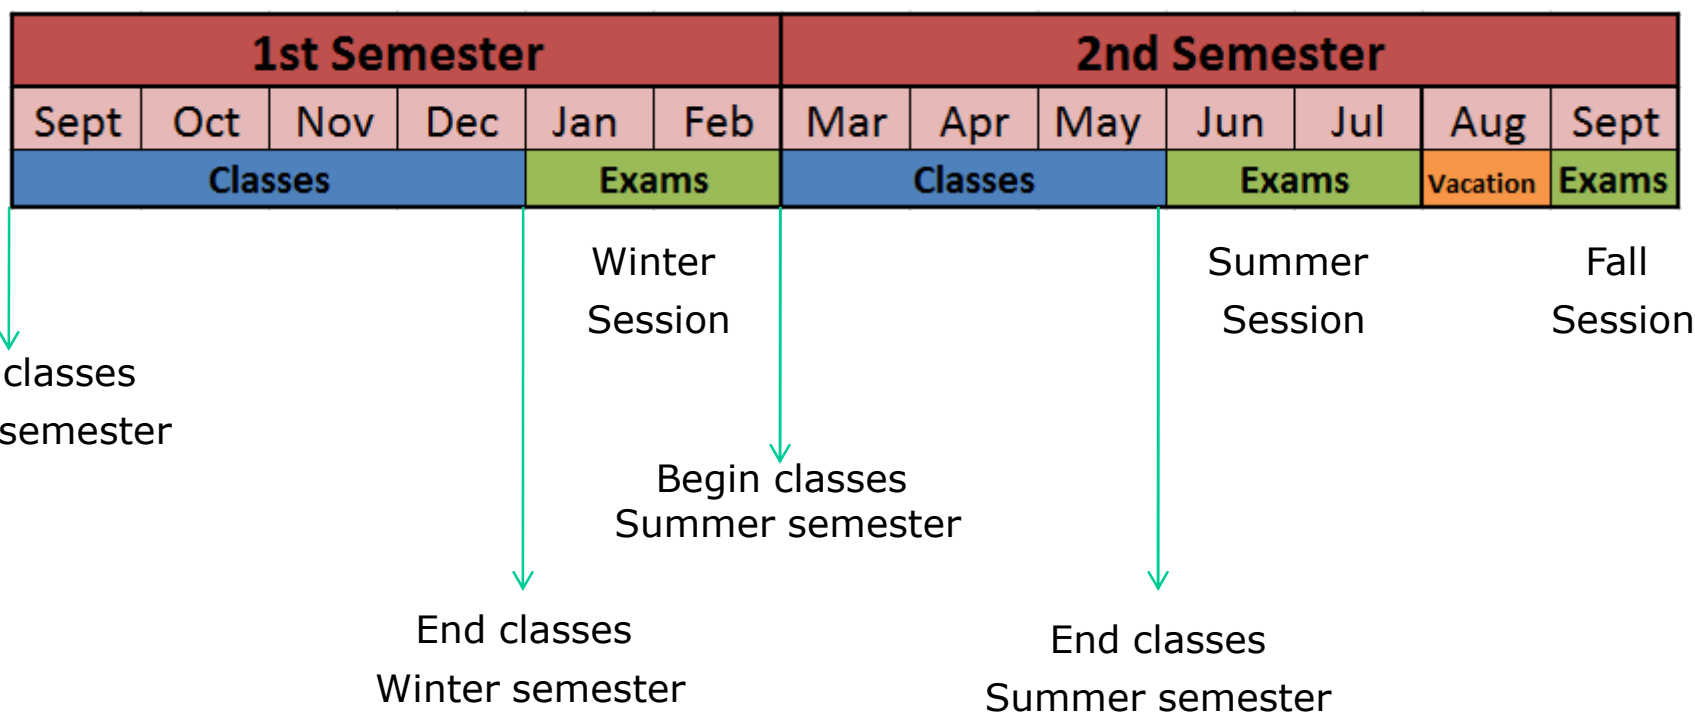 1st Semester 2nd Semester
Sept Oct Nov Dec Jan Feb Mar Apr May Jun Jul Aug Sept
Classes Exams Classes Exams Vacation Exams
Winter
Session
Summer
Session
Fall
Session
classes
semester
Begin classes
Summer semester
End classes
Winter semester
End classes
Summer semester